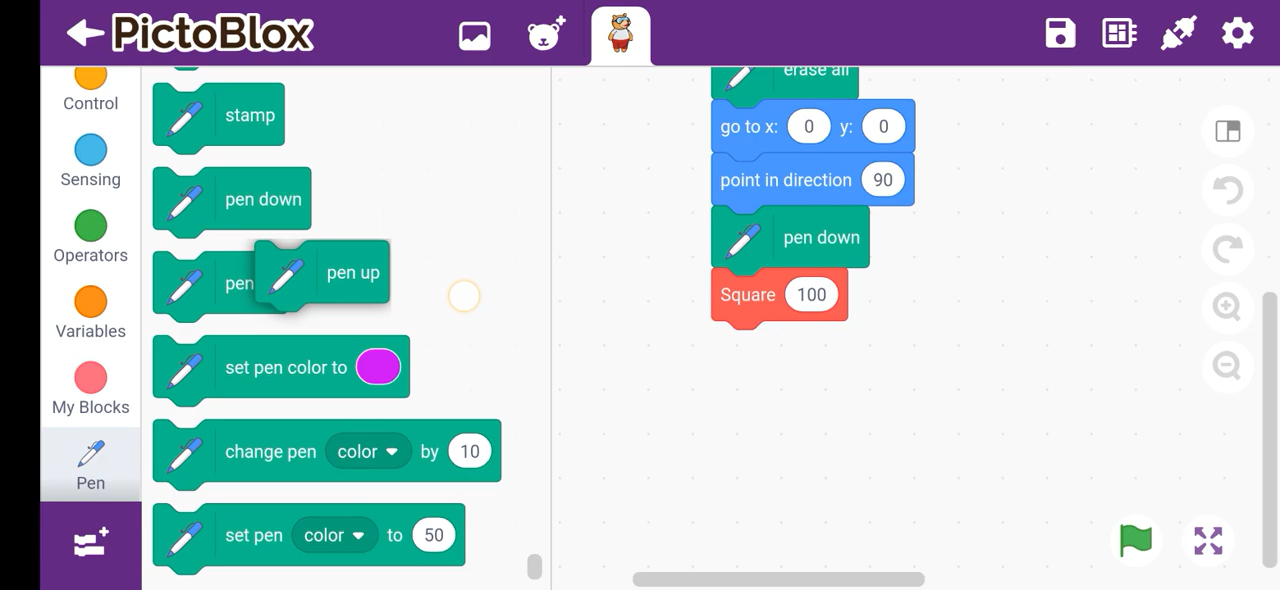 PictoBlox
Control
Sensing
Operators
Variables
My Blocks
Pen
stamp
pen down
pen
pen up
set pen color to
change pen color by 10
set pen color to 50
erase all
go to x: 0 y: 0
point in direction 90
pen down
Square 100